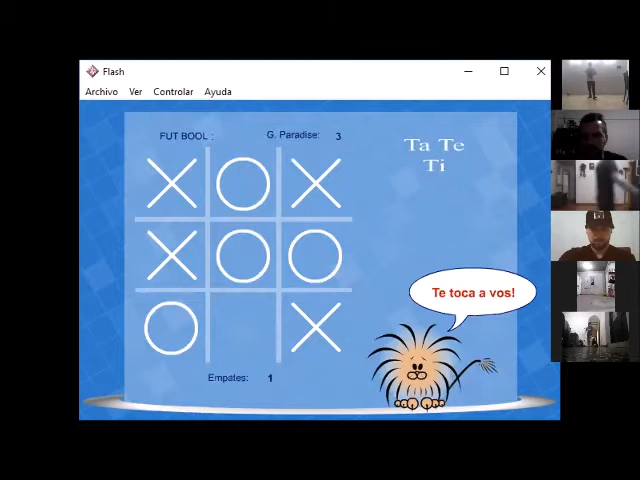 Flash
Archivo Ver Controlar Ayuda
FUT BOOL : G. Paradise: 3
Ta Te
Ti
X O X
X O O
O X
Te toca a vos!
Empates: 1